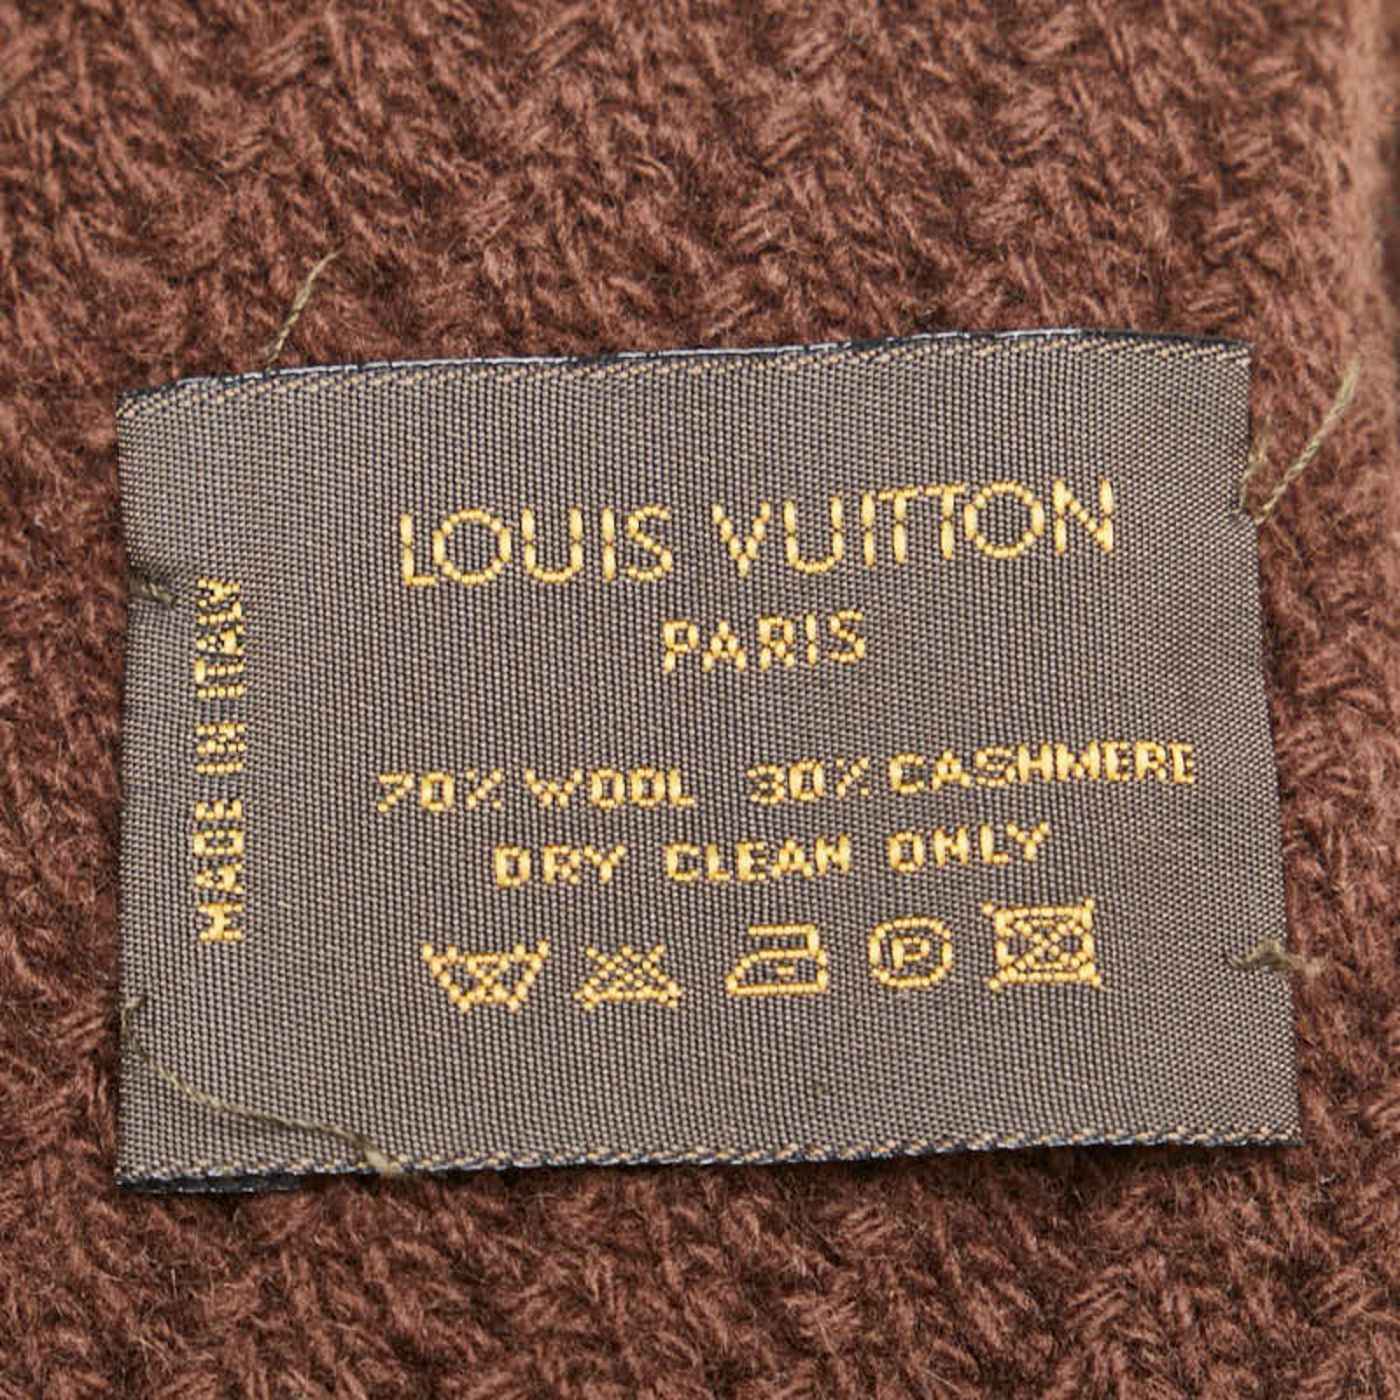 LOUIS VUITTON
PARIS
70% WOOL 30% CASHMERE
DRY CLEAN ONLY
P
MADE IN ITALY